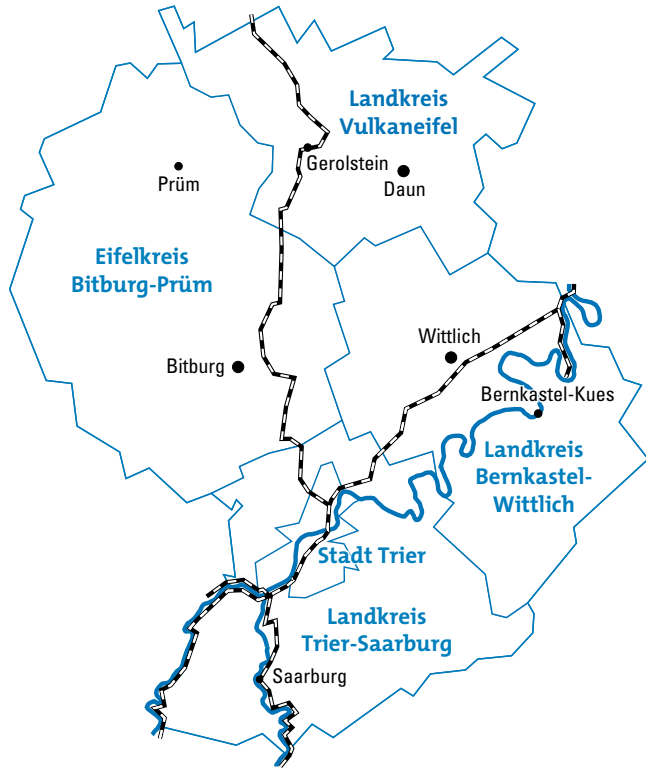 Landkreis
Vulkaneifel
Gerolstein
Prüm
Daun
Eifelkreis
Bitburg-Prüm
Wittlich
Bitburg
Bernkastel-Kues
Landkreis
Bernkastel-
Wittlich
Stadt Trier
Landkreis
Trier-Saarburg
Saarburg